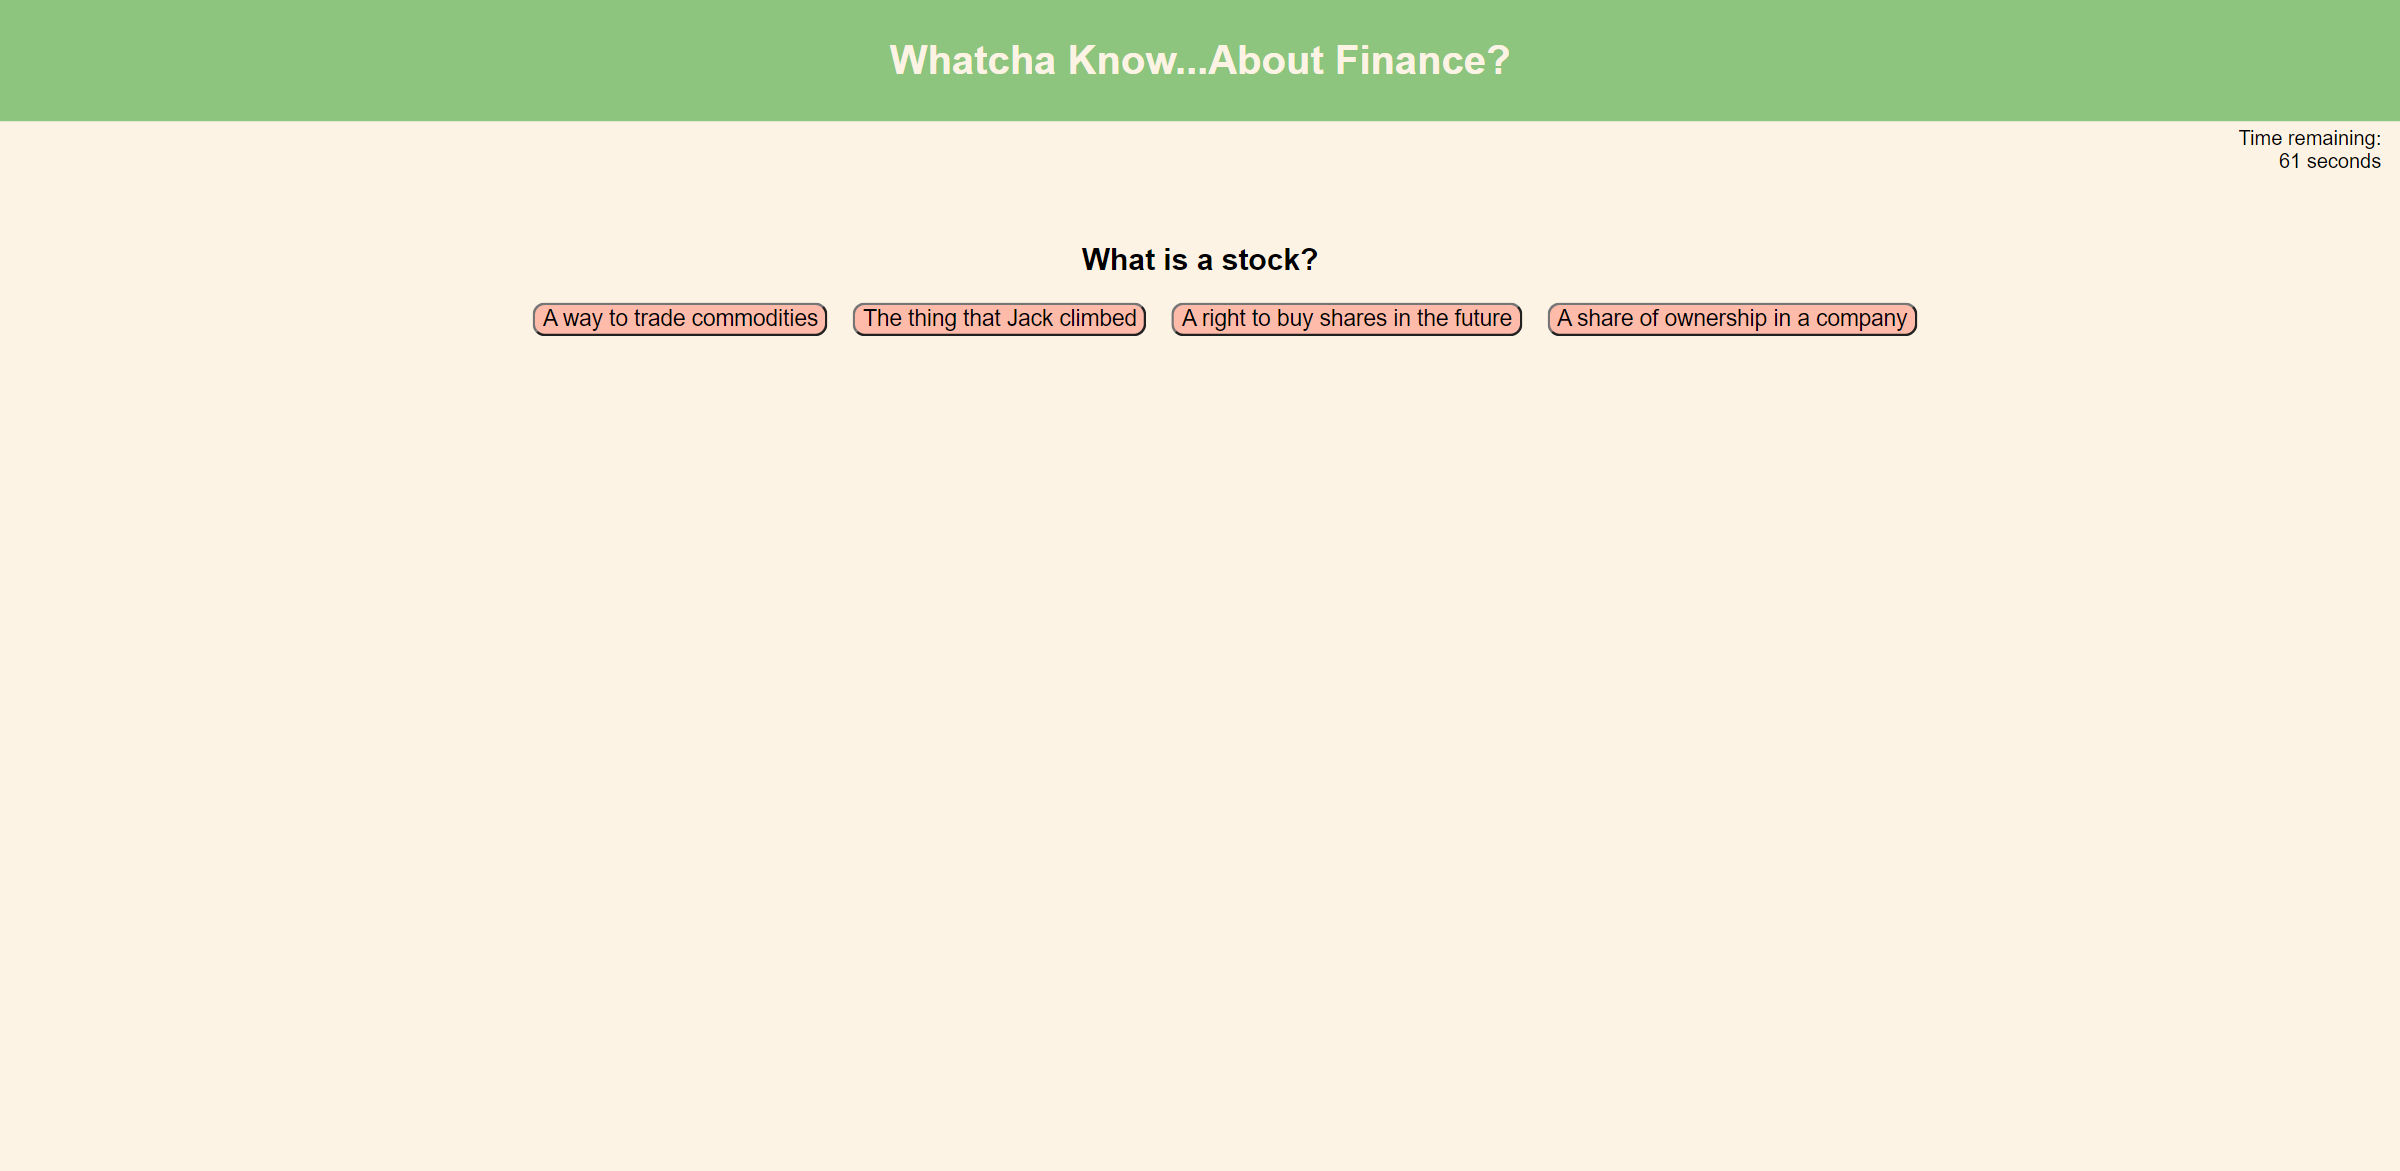 Whatcha Know...About Finance?
Time remaining:
61 seconds
What is a stock?
A way to trade commodities
The thing that Jack climbed
A right to buy shares in the future
A share of ownership in a company